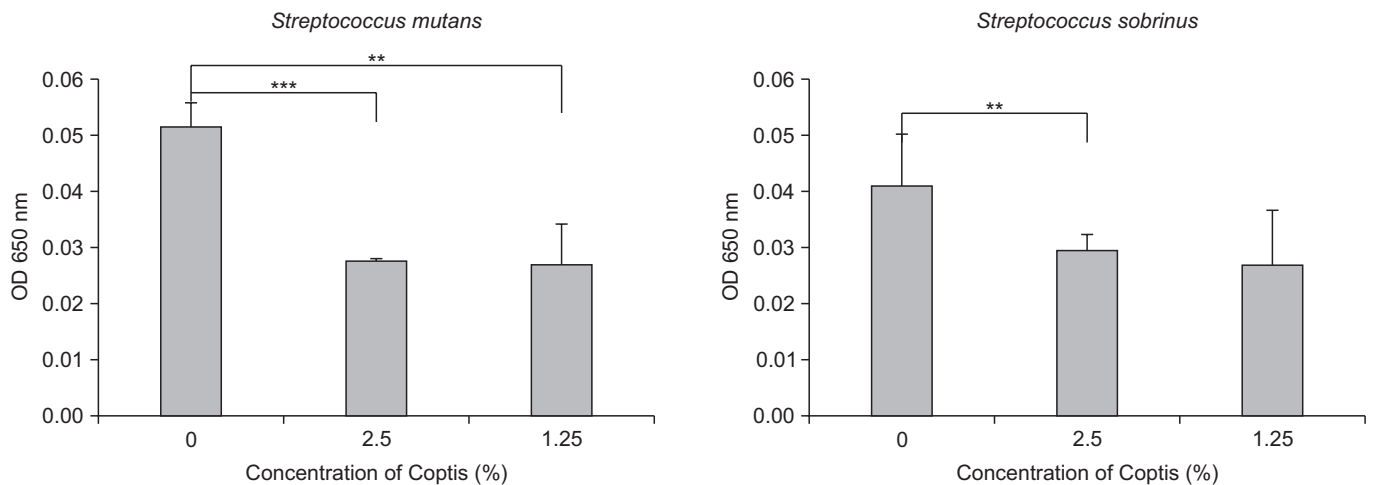 Streptococcus mutans
**
***
0.06
0.05
0.04
0.03
0.02
0.01
0.00
OD 650 nm
0 2.5 1.25
Concentration of Coptis (%)
Streptococcus sobrinus
**
0.06
0.05
0.04
0.03
0.02
0.01
0.00
OD 650 nm
0 2.5 1.25
Concentration of Coptis (%)